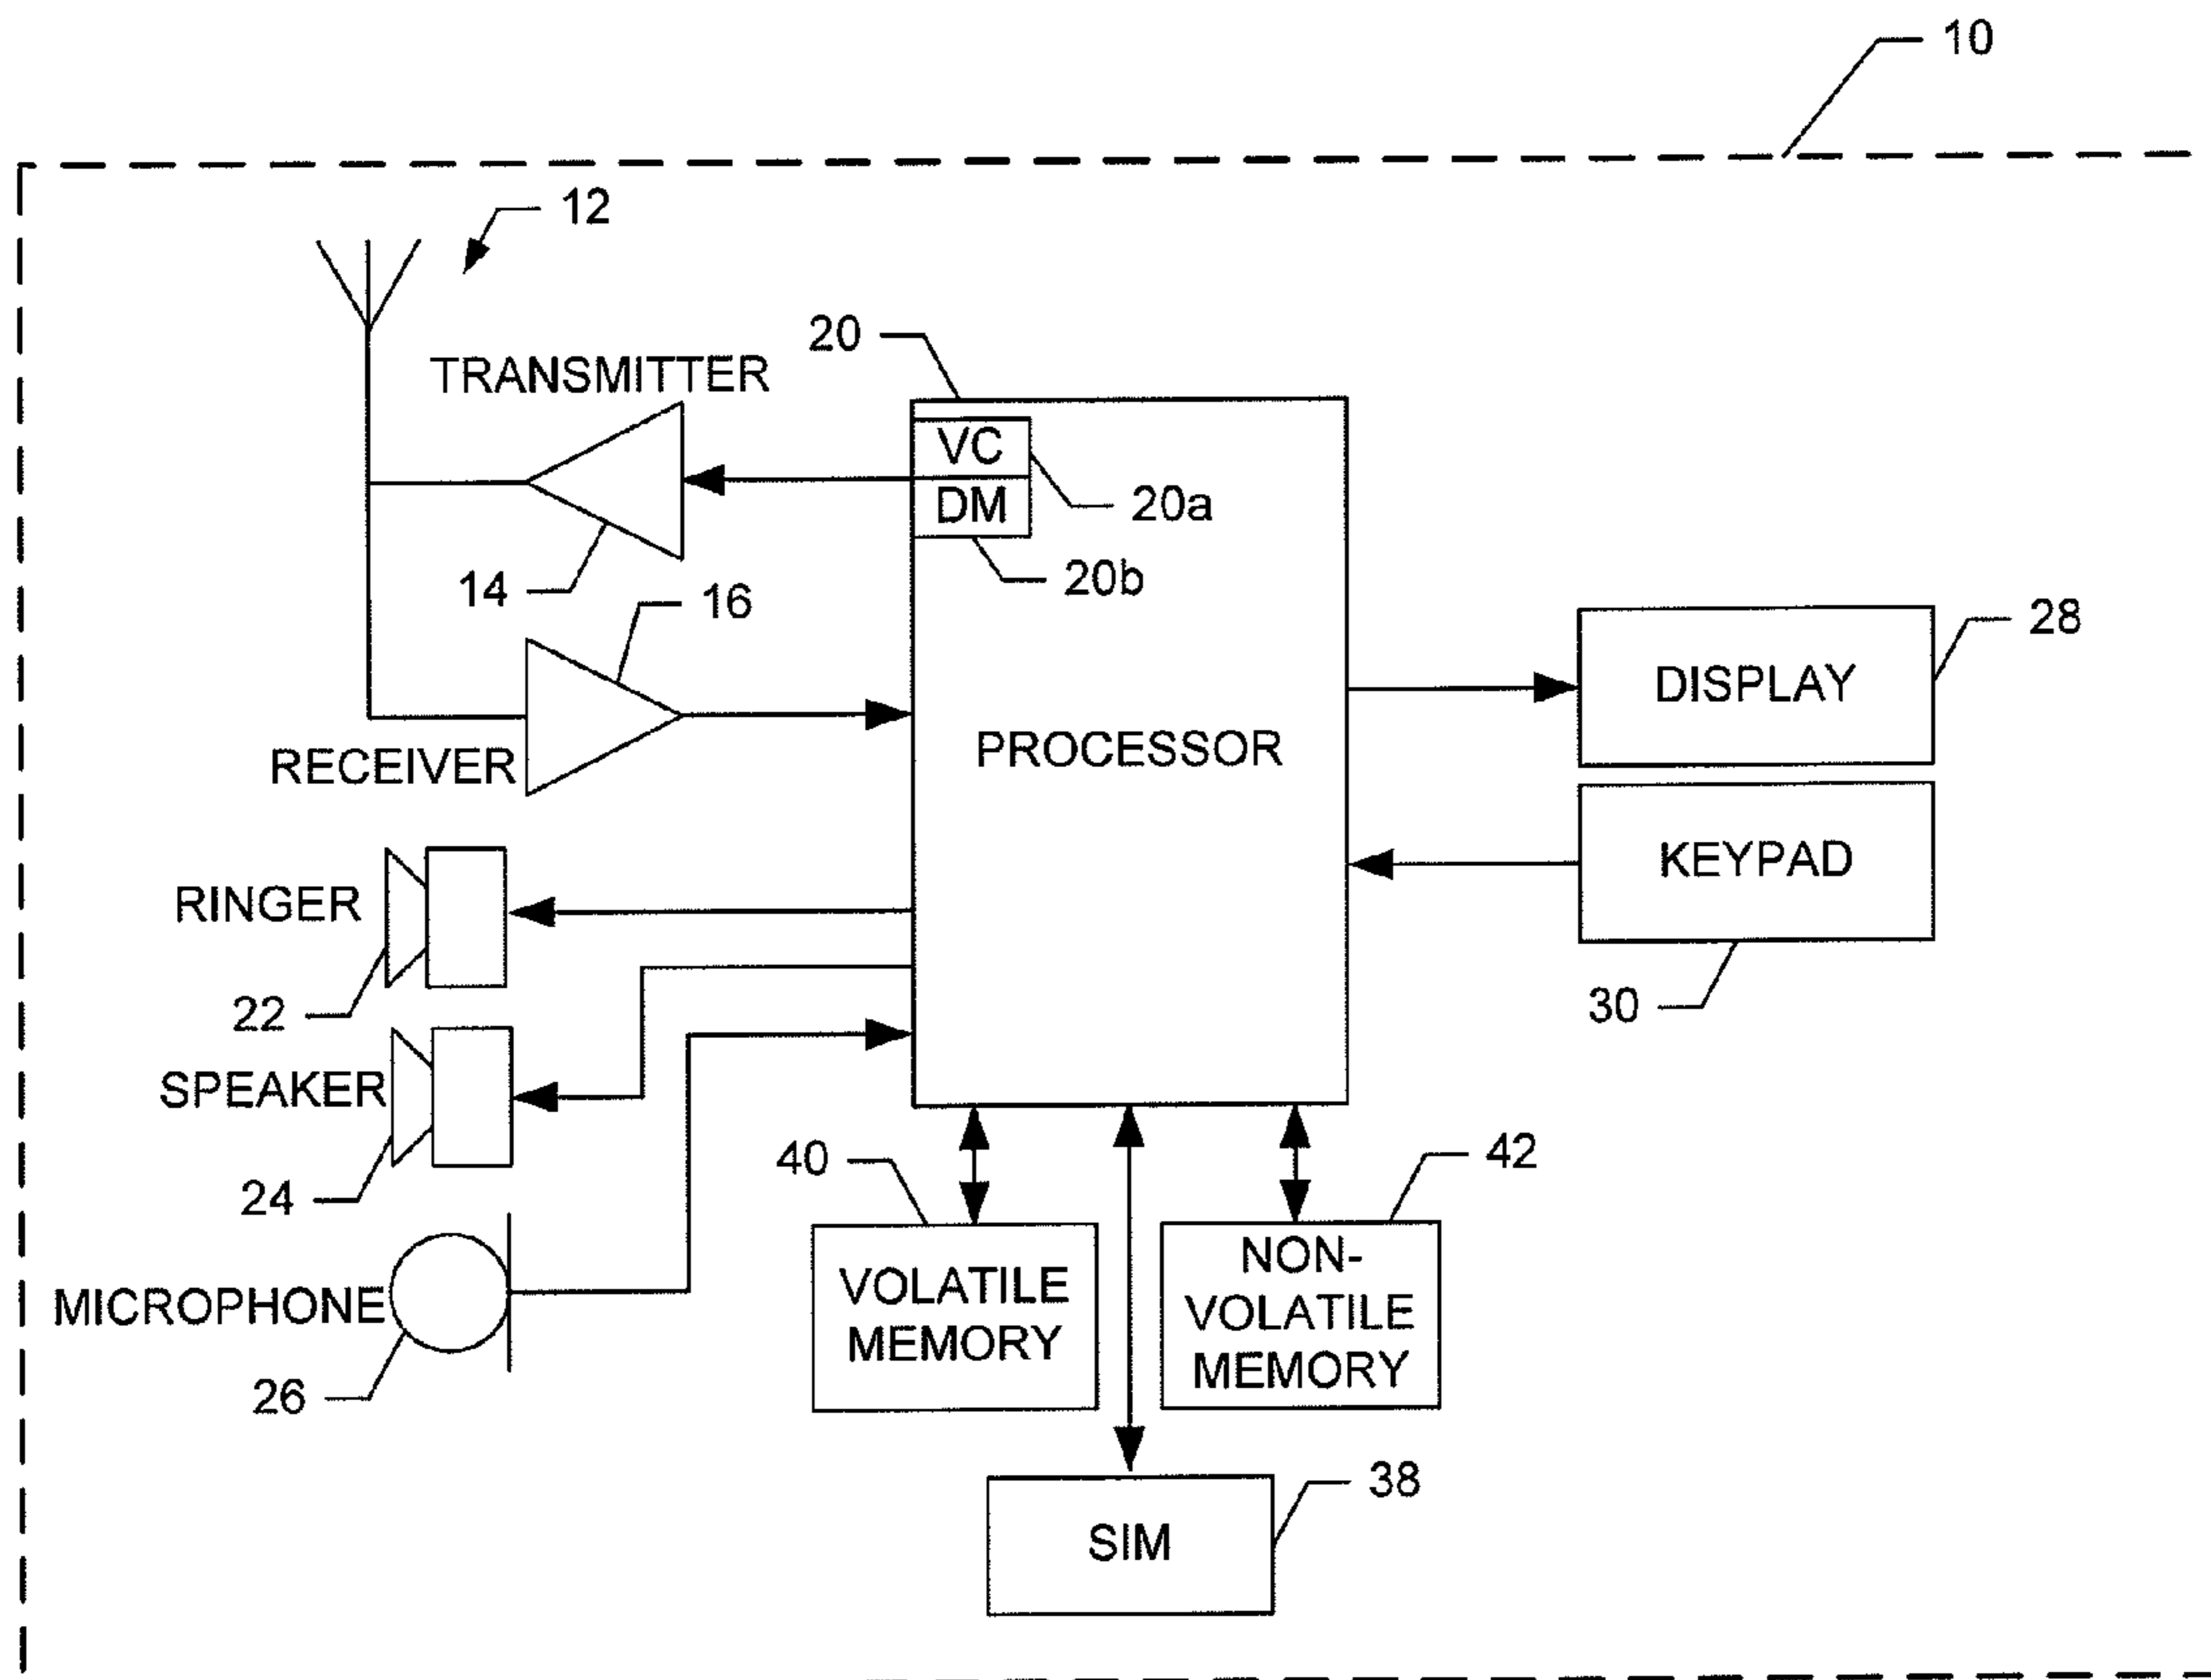 10
12
20
TRANSMITTER
VC
DM
20a
20b
14
16
28
DISPLAY
PROCESSOR
RECEIVER
KEYPAD
RINGER
22
30
SPEAKER
24
40
42
VOLATILE
MEMORY
NON-
VOLATILE
MEMORY
MICROPHONE
26
38
SIM